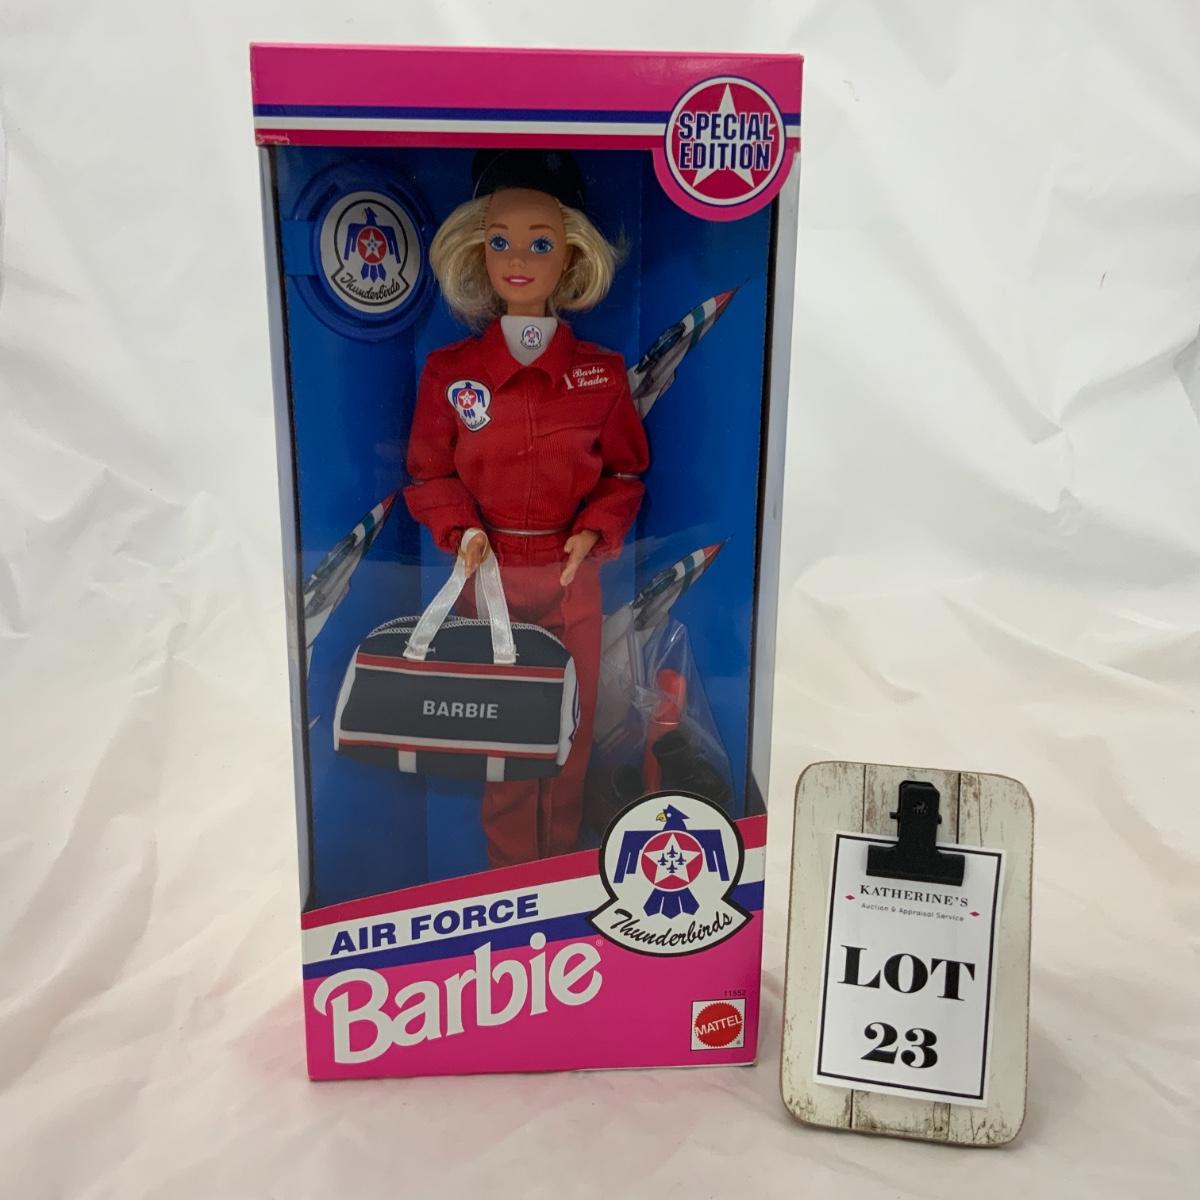 SPECIAL
EDITION
Thunderbirds
Barbie
Leader
BARBIE
AIR FORCE
Barbie®
Thunderbirds
11552
MATTEL
KATHERINE'S
Auction & Appraisal Service
LOT
23